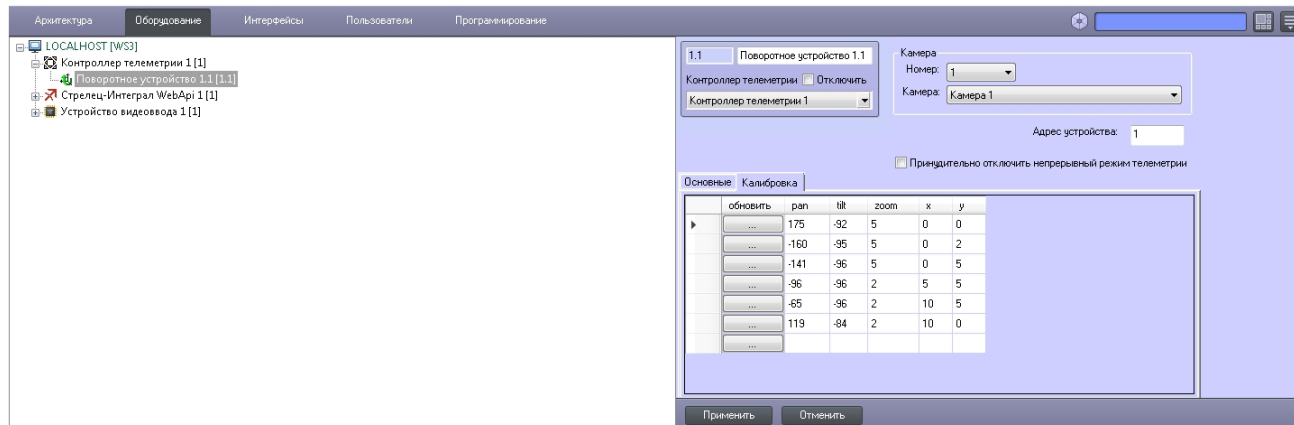 Архитектура Оборудование Интерфейсы Пользователи Программирование
LOCALHOST [WS3]
Контроллер телеметрии 1 [1]
Поворотное устройство 1.1 [1.1]
Стрелец-Интеграл WebApi 1 [1]
Устройство видеоввода 1 [1]
1.1 Поворотное устройство 1.1
Контроллер телеметрии Отключить
Контроллер телеметрии 1
Камера
Номер: 1
Камера: Камера 1
Адрес устройства: 1
Принудительно отключить непрерывный режим телеметрии
Основные Калибровка
обновить pan tilt zoom x y
... 175 -92 5 0 0
... -160 -95 5 0 2
... -141 -96 5 0 5
... -96 -96 2 5 5
... -65 -96 2 10 5
... 119 -84 2 10 0
...
Применить Отменить